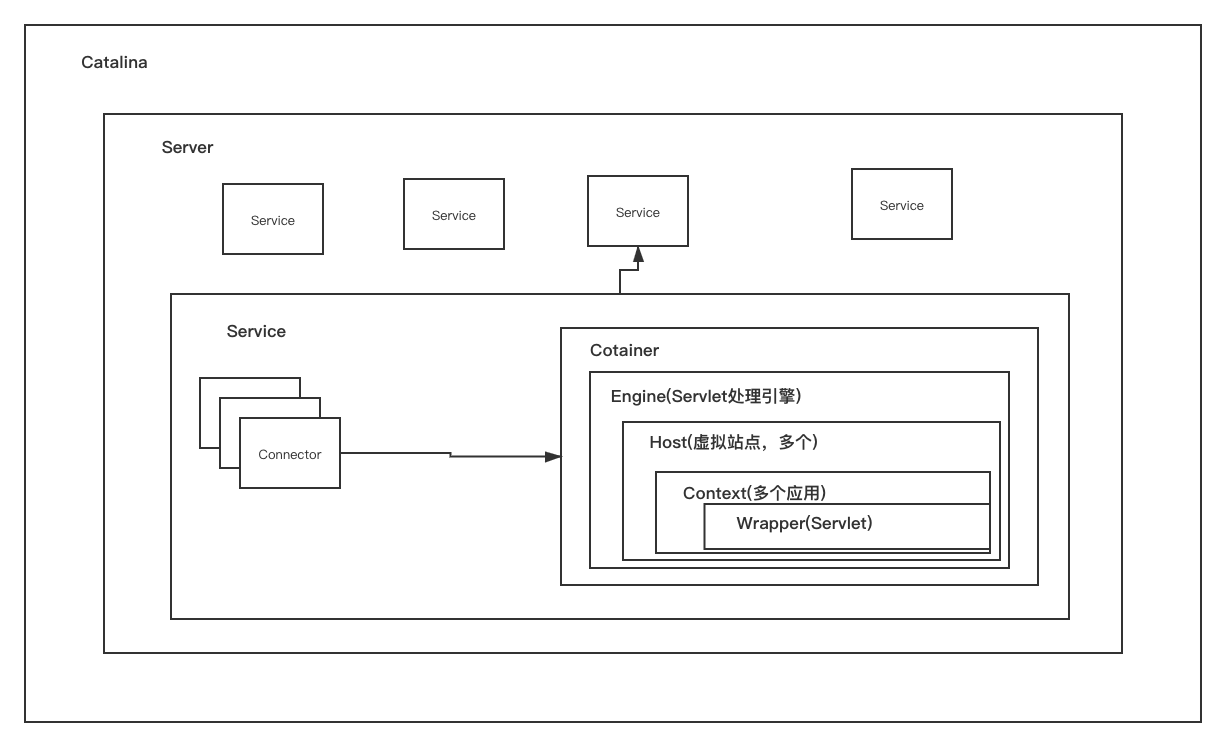 Catalina
Server
Service
Service
Service
Service
Service
Connector
Cotainer
Engine(Servlet处理引擎)
Host(虚拟站点，多个)
Context(多个应用)
Wrapper(Servlet)